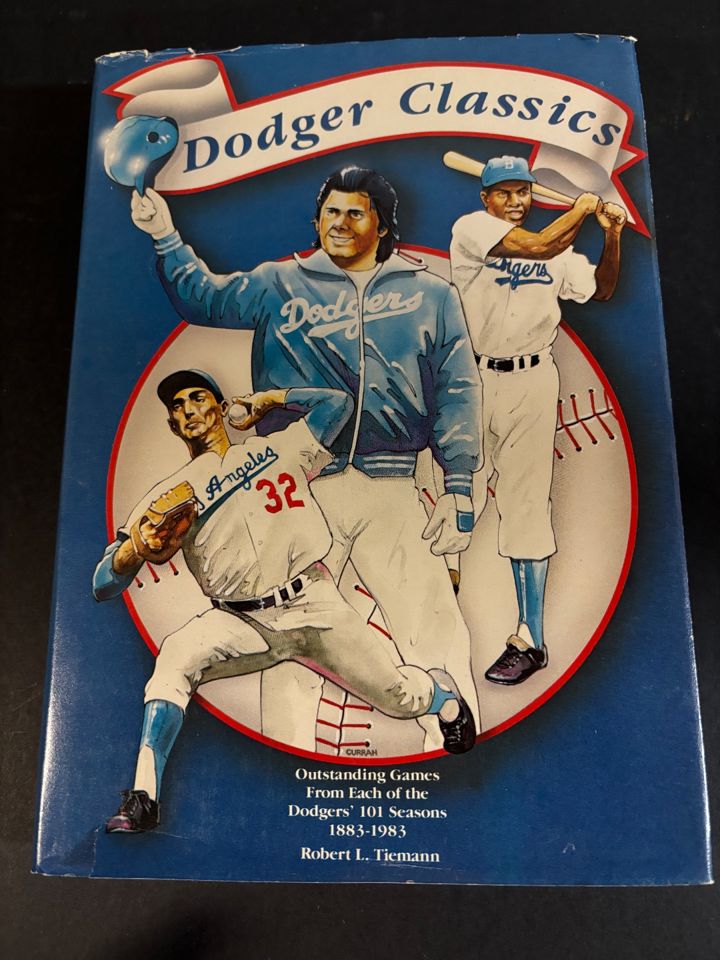 Dodger Classics
B
Dodgers
ngers
Angeles
32
CURRAN
Outstanding Games
From Each of the
Dodgers' 101 Seasons
1883-1983
Robert L. Tiemann